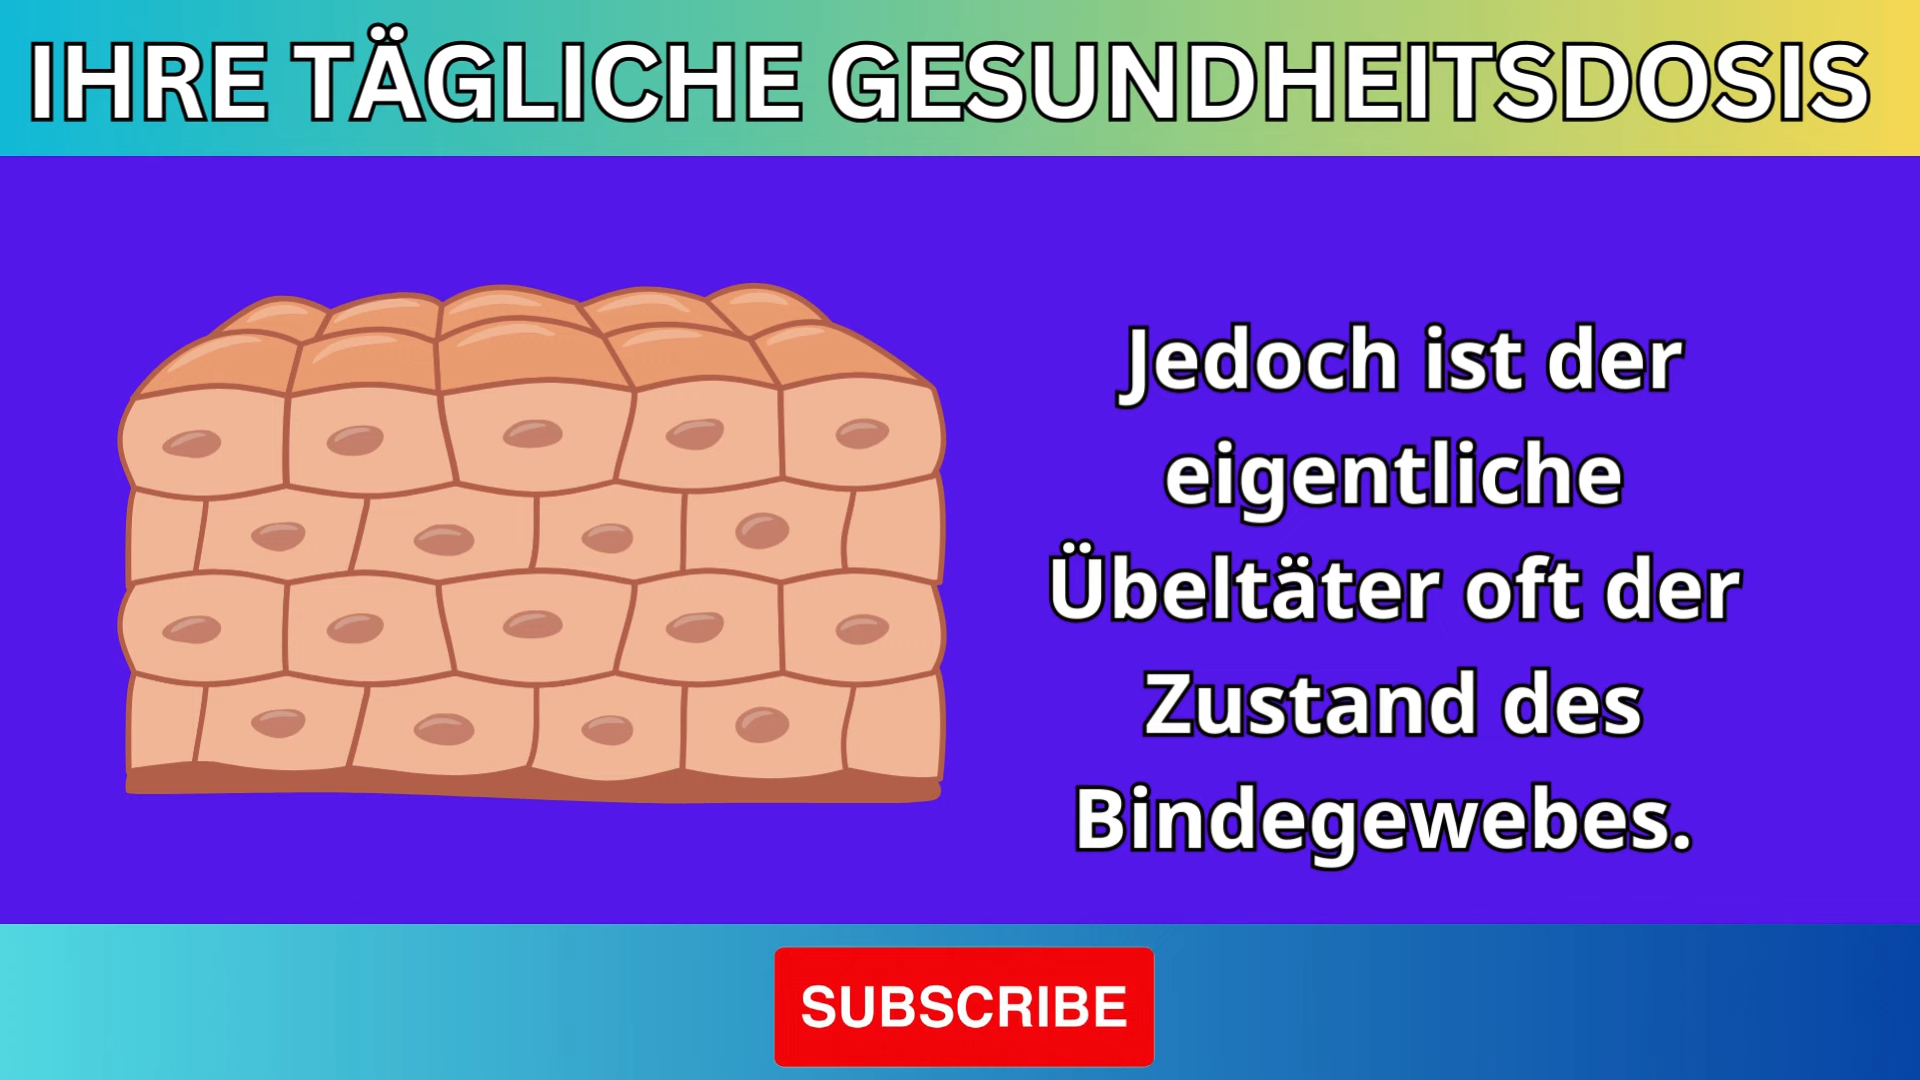 IHRE TÄGLICHE GESUNDHEITSDOSIS
Jedoch ist der
eigentliche
Übeltäter oft der
Zustand des
Bindegewebes.
SUBSCRIBE